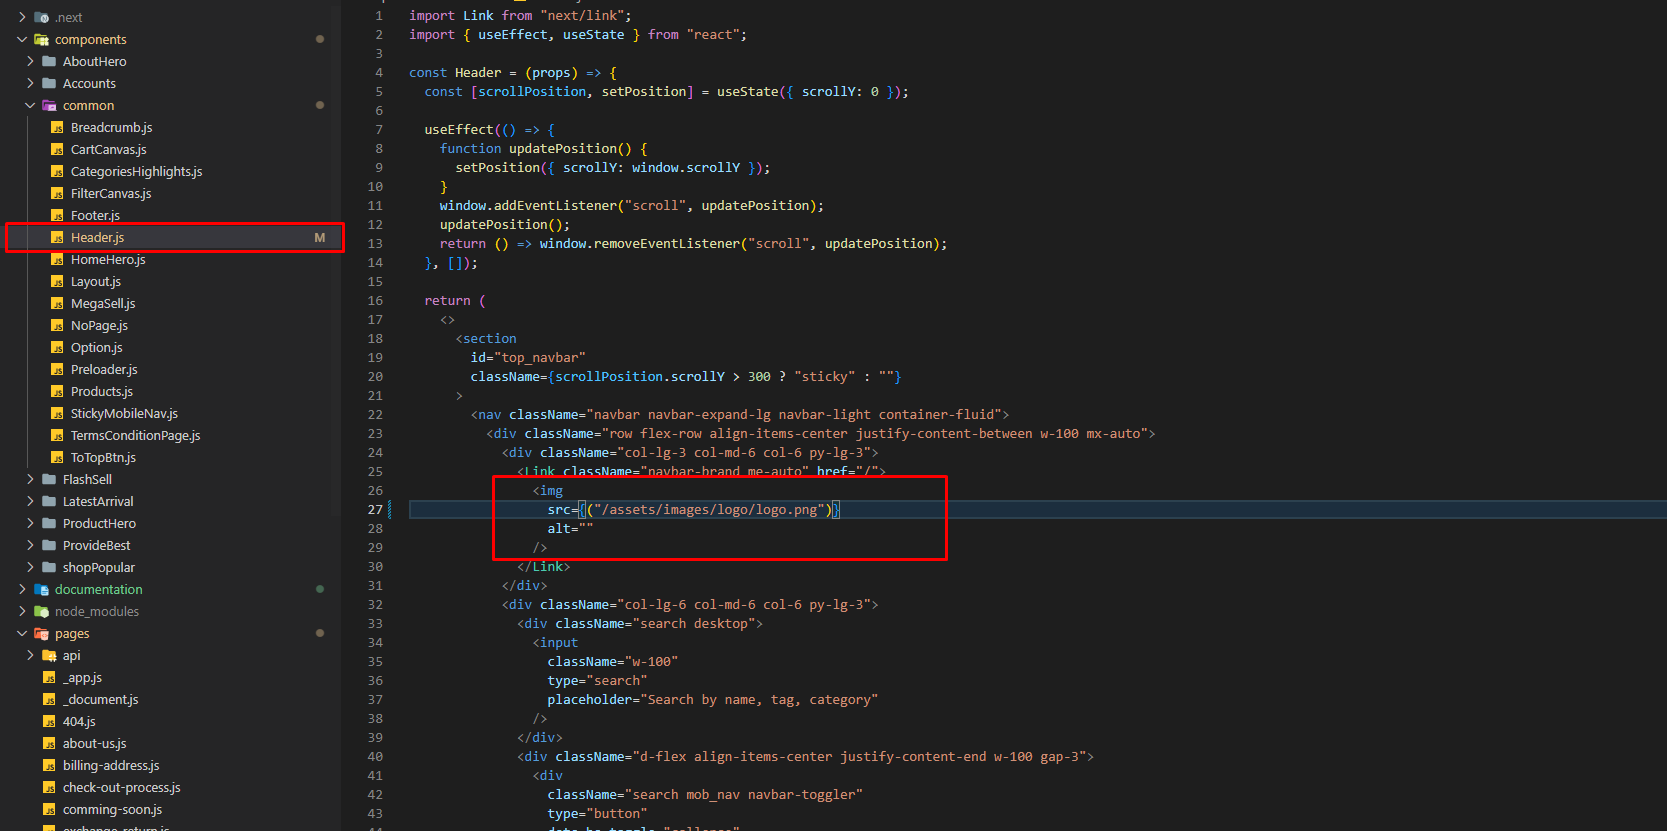 .next
components
AboutHero
Accounts
common
Breadcrumb.js
CartCanvas.js
CategoriesHighlights.js
FilterCanvas.js
Footer.js
Header.js M
HomeHero.js
Layout.js
MegaSell.js
NoPage.js
Option.js
Preloader.js
Products.js
StickyMobileNav.js
TermsConditionPage.js
ToTopBtn.js
FlashSell
LatestArrival
ProductHero
ProvideBest
shopPopular
documentation
node_modules
pages
api
_app.js
_document.js
404.js
about-us.js
billing-address.js
check-out-process.js
comming-soon.js
exchange-return.js
1 import Link from "next/link";
2 import { useEffect, useState } from "react";
3
4 const Header = (props) => {
5 const [scrollPosition, setPosition] = useState({ scrollY: 0 });
6
7 useEffect(() => {
8 function updatePosition() {
9 setPosition({ scrollY: window.scrollY });
10 }
11 window.addEventListener("scroll", updatePosition);
12 updatePosition();
13 return () => window.removeEventListener("scroll", updatePosition);
14 }, []);
15
16 return (
17 <>
18 <section
19 id="top_navbar"
20 className={scrollPosition.scrollY > 300 ? "sticky" : ""}
21 >
22 <nav className="navbar navbar-expand-lg navbar-light container-fluid">
23 <div className="row flex-row align-items-center justify-content-between w-100 mx-auto">
24 <div className="col-lg-3 col-md-6 col-6 py-lg-3">
25 <Link className="navbar-brand me-auto" href="/">
26 <img
27 src={("/assets/images/logo/logo.png")}
28 alt=""
29 />
30 </Link>
31 </div>
32 <div className="col-lg-6 col-md-6 col-6 py-lg-3">
33 <div className="search desktop">
34 <input
35 className="w-100"
36 type="search"
37 placeholder="Search by name, tag, category"
38 />
39 </div>
40 <div className="d-flex align-items-center justify-content-end w-100 gap-3">
41 <div
42 className="search mob_nav navbar-toggler"
43 type="button"